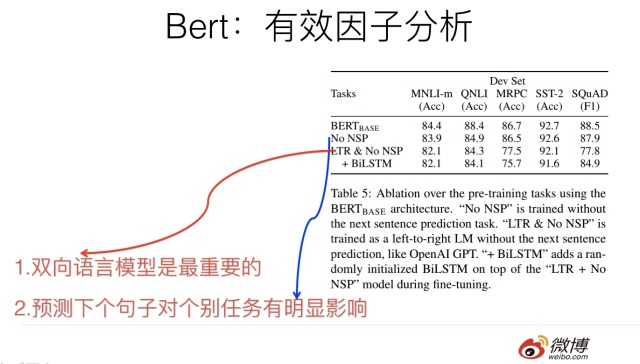 Bert：有效因子分析
Dev Set
Tasks MNLI-m QNLI MRPC SST-2 SQuAD
(Acc) (Acc) (Acc) (Acc) (F1)
BERTBASE 84.4 88.4 86.7 92.7 88.5
No NSP 83.9 84.9 86.5 92.6 87.9
LTR & No NSP 82.1 84.3 77.5 92.1 77.8
+ BiLSTM 82.1 84.1 75.7 91.6 84.9
Table 5: Ablation over the pre-training tasks using the
BERTBASE architecture. “No NSP” is trained without
the next sentence prediction task. “LTR & No NSP” is
trained as a left-to-right LM without the next sentence
prediction, like OpenAI GPT. “+ BiLSTM” adds a ran-
domly initialized BiLSTM on top of the “LTR + No
NSP” model during fine-tuning.
1.双向语言模型是最重要的
2.预测下个句子对个别任务有明显影响
微博
weibo.com